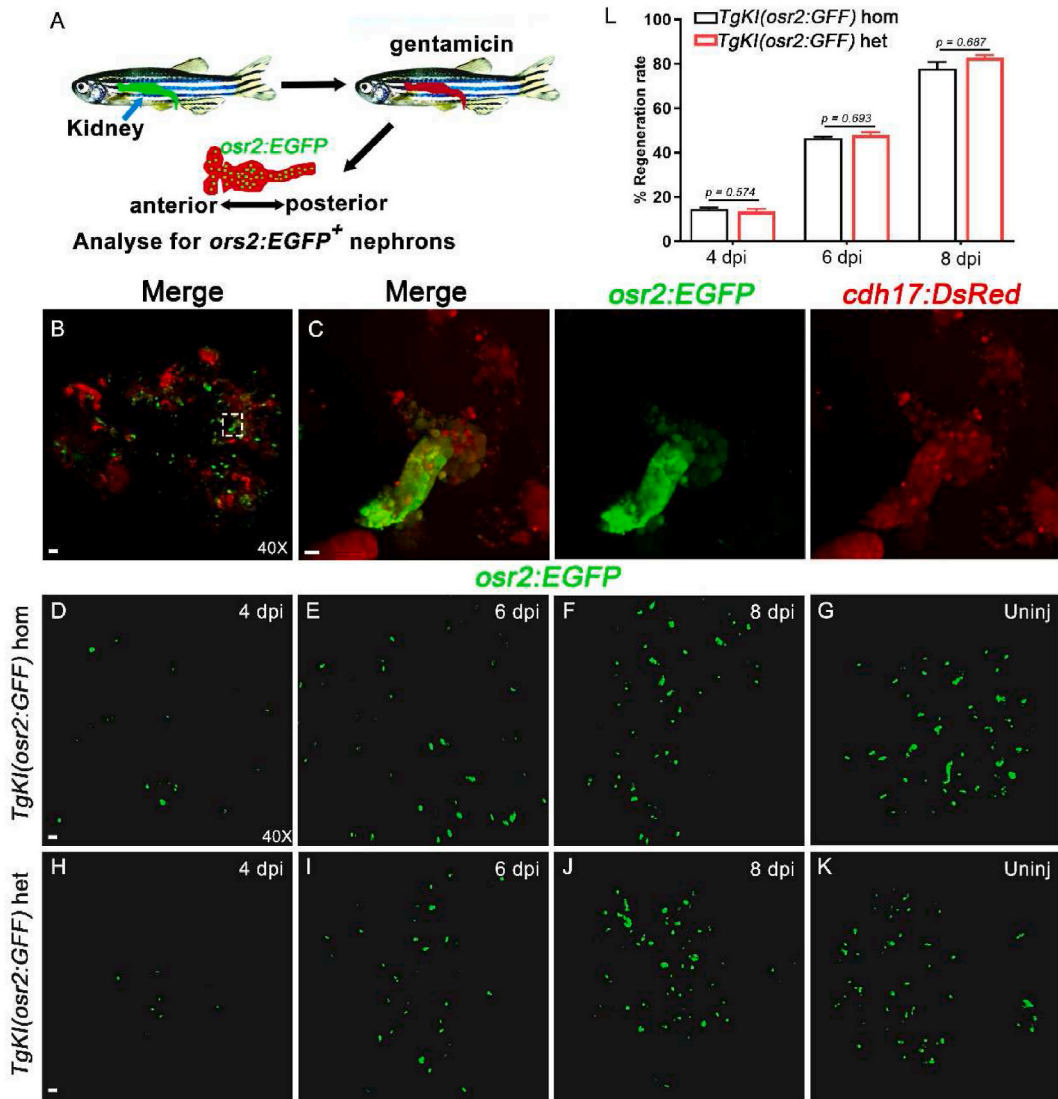 A
gentamicin
Kidney
osr2:EGFP
anterior posterior
Analyse for ors2:EGFP+ nephrons
L
TgKI(osr2:GFF) hom
TgKI(osr2:GFF) het
% Regeneration rate
100
80
60
40
20
0
p = 0.574
p = 0.693
p = 0.687
4 dpi 6 dpi 8 dpi
Merge Merge osr2:EGFP cdh17:DsRed
B C
40X
osr2:EGFP
TgKI(osr2:GFF) hom
D 4 dpi E 6 dpi F 8 dpi G Uninj
40X
TgKI(osr2:GFF) het
H 4 dpi I 6 dpi J 8 dpi K Uninj